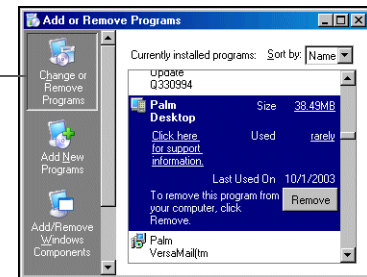 Add or Remove Programs
Change or
Remove
Programs
Add New
Programs
Add/Remove
Windows
Components
Currently installed programs:
Sort by: Name
Update
Q330994
Palm
Desktop
Size 38.49MB
Click here
for support
information.
Used rarely
Last Used On 10/1/2003
To remove this program from
your computer, click
Remove.
Remove
Palm
VersaMail(tm